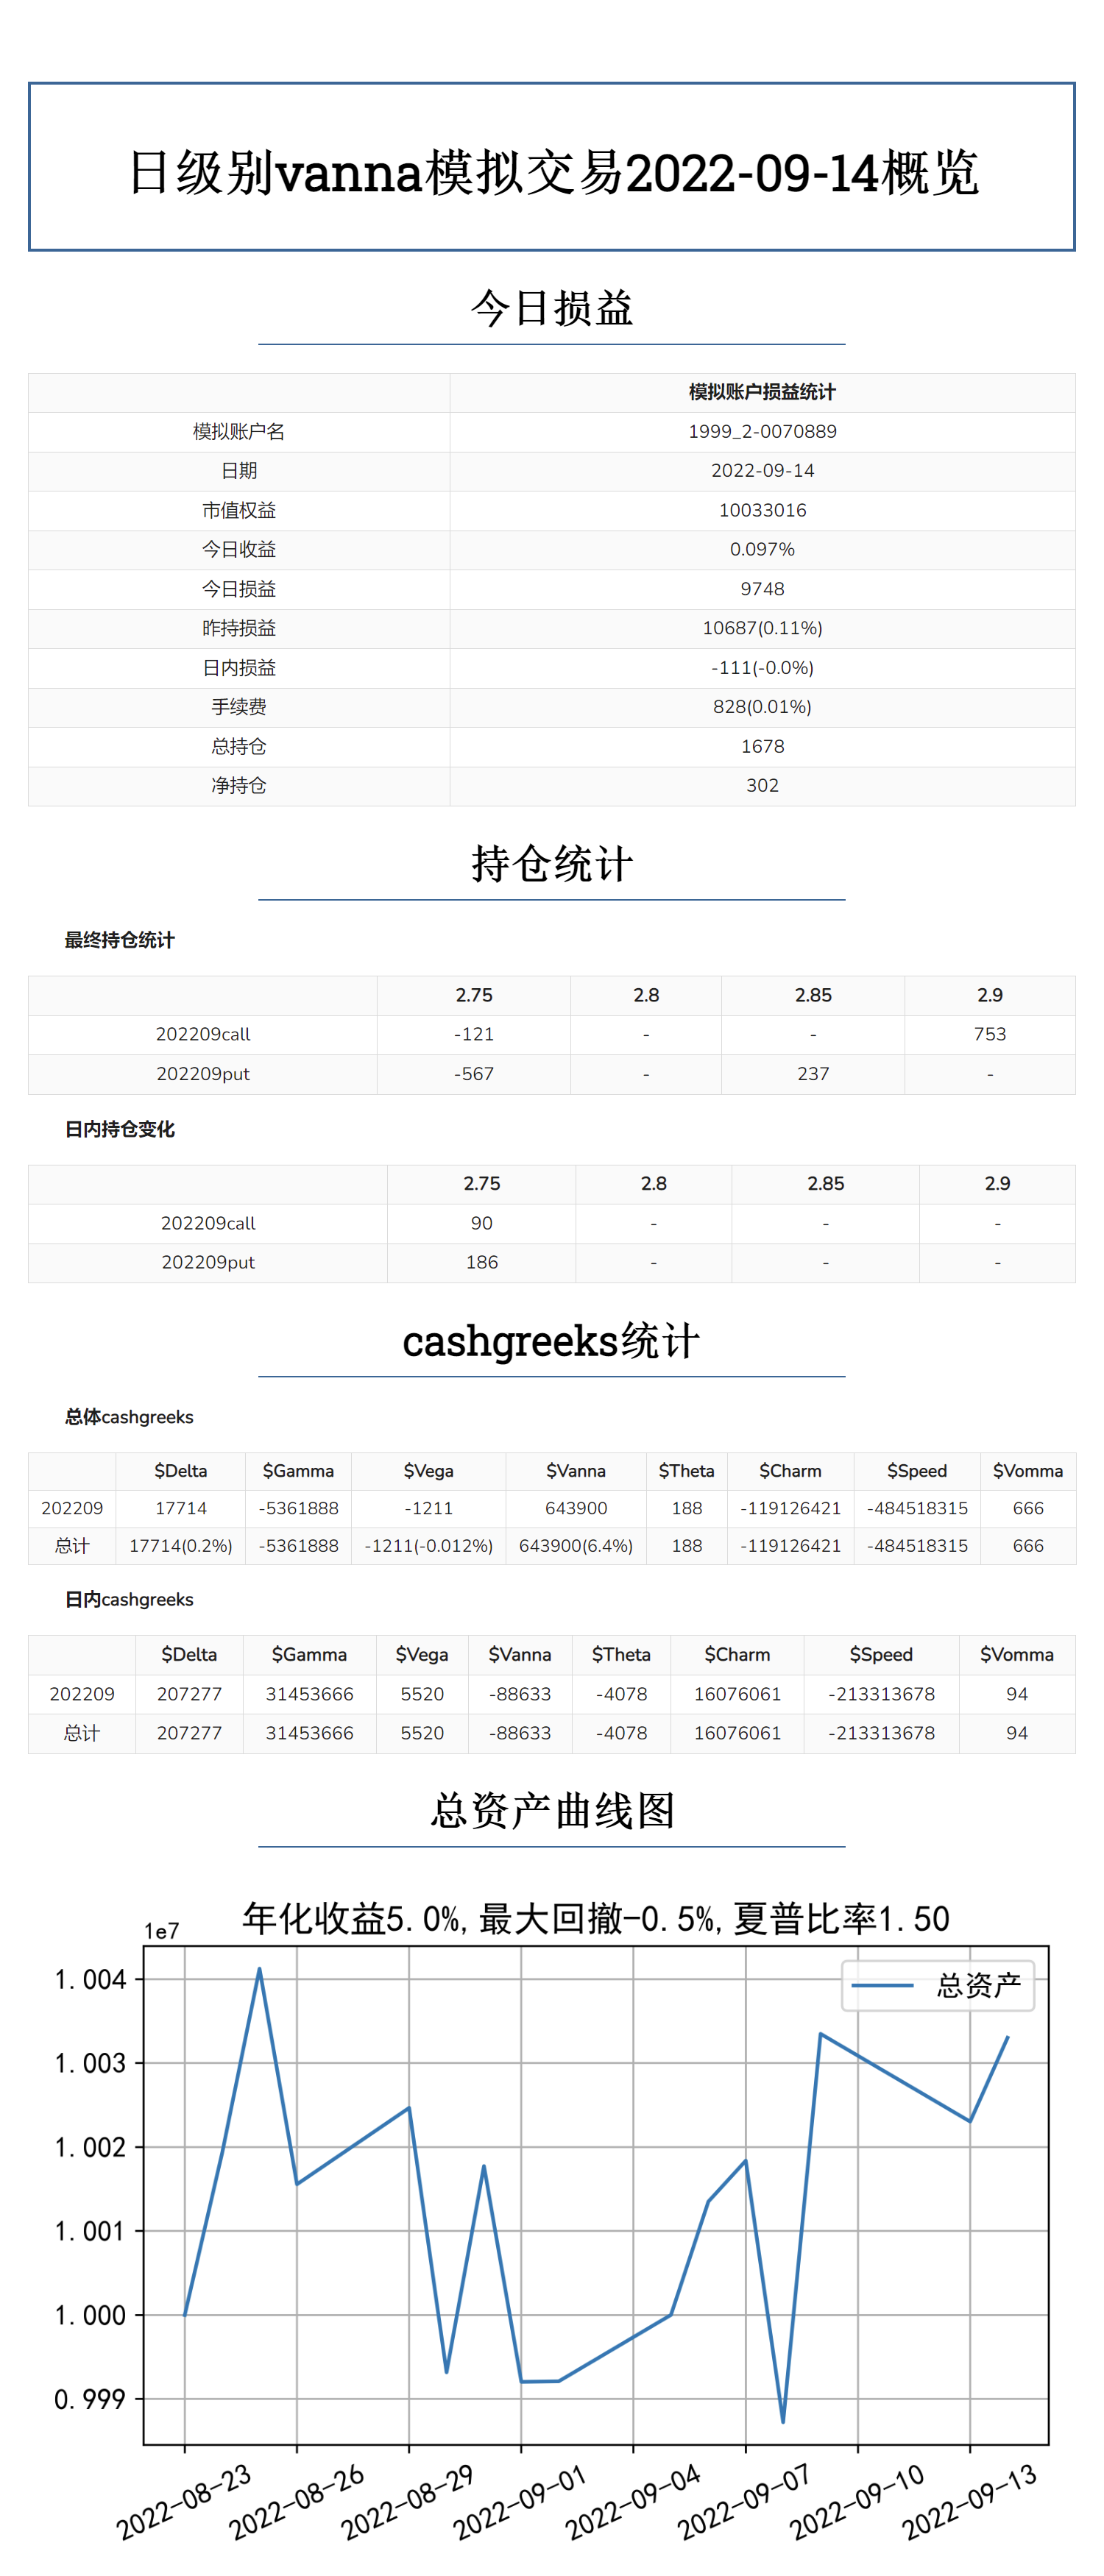 日级别vanna模拟交易2022-09-14概览
今日损益
模拟账户损益统计
模拟账户名 1999_2-0070889
日期 2022-09-14
市值权益 10033016
今日收益 0.097%
今日损益 9748
昨持损益 10687(0.11%)
日内损益 -111(-0.0%)
手续费 828(0.01%)
总持仓 1678
净持仓 302
持仓统计
最终持仓统计
2.75 2.8 2.85 2.9
202209call -121 - - 753
202209put -567 - 237 -
日内持仓变化
2.75 2.8 2.85 2.9
202209call 90 - - -
202209put 186 - - -
cashgreeks统计
总体cashgreeks
$Delta $Gamma $Vega $Vanna $Theta $Charm $Speed $Vomma
202209 17714 -5361888 -1211 643900 188 -119126421 -484518315 666
总计 17714(0.2%) -5361888 -1211(-0.012%) 643900(6.4%) 188 -119126421 -484518315 666
日内cashgreeks
$Delta $Gamma $Vega $Vanna $Theta $Charm $Speed $Vomma
202209 207277 31453666 5520 -88633 -4078 16076061 -213313678 94
总计 207277 31453666 5520 -88633 -4078 16076061 -213313678 94
总资产曲线图
年化收益5.0%,最大回撤-0.5%,夏普比率1.50
1e7
总资产
1.004
1.003
1.002
1.001
1.000
0.999
2022-08-23 2022-08-26 2022-08-29 2022-09-01 2022-09-04 2022-09-07 2022-09-10 2022-09-13